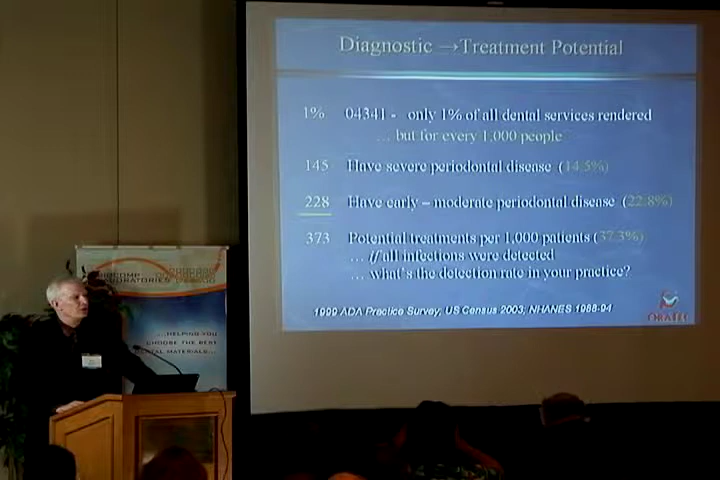 Diagnostic →Treatment Potential
1% 04341 - only 1% of all dental services rendered
... but for every 1,000 people
145 Have severe periodontal disease (14.5%)
228 Have early – moderate periodontal disease (22.8%)
373 Potential treatments per 1,000 patients (37.3%)
... If all infections were detected
... what's the detection rate in your practice?
1999 ADA Practice Survey, US Census 2003, NHANES 1988-94
ORATEC
BIOCOMP
LABORATORIES
...HELPING YOU
CHOOSE THE BEST
DENTAL MATERIALS...